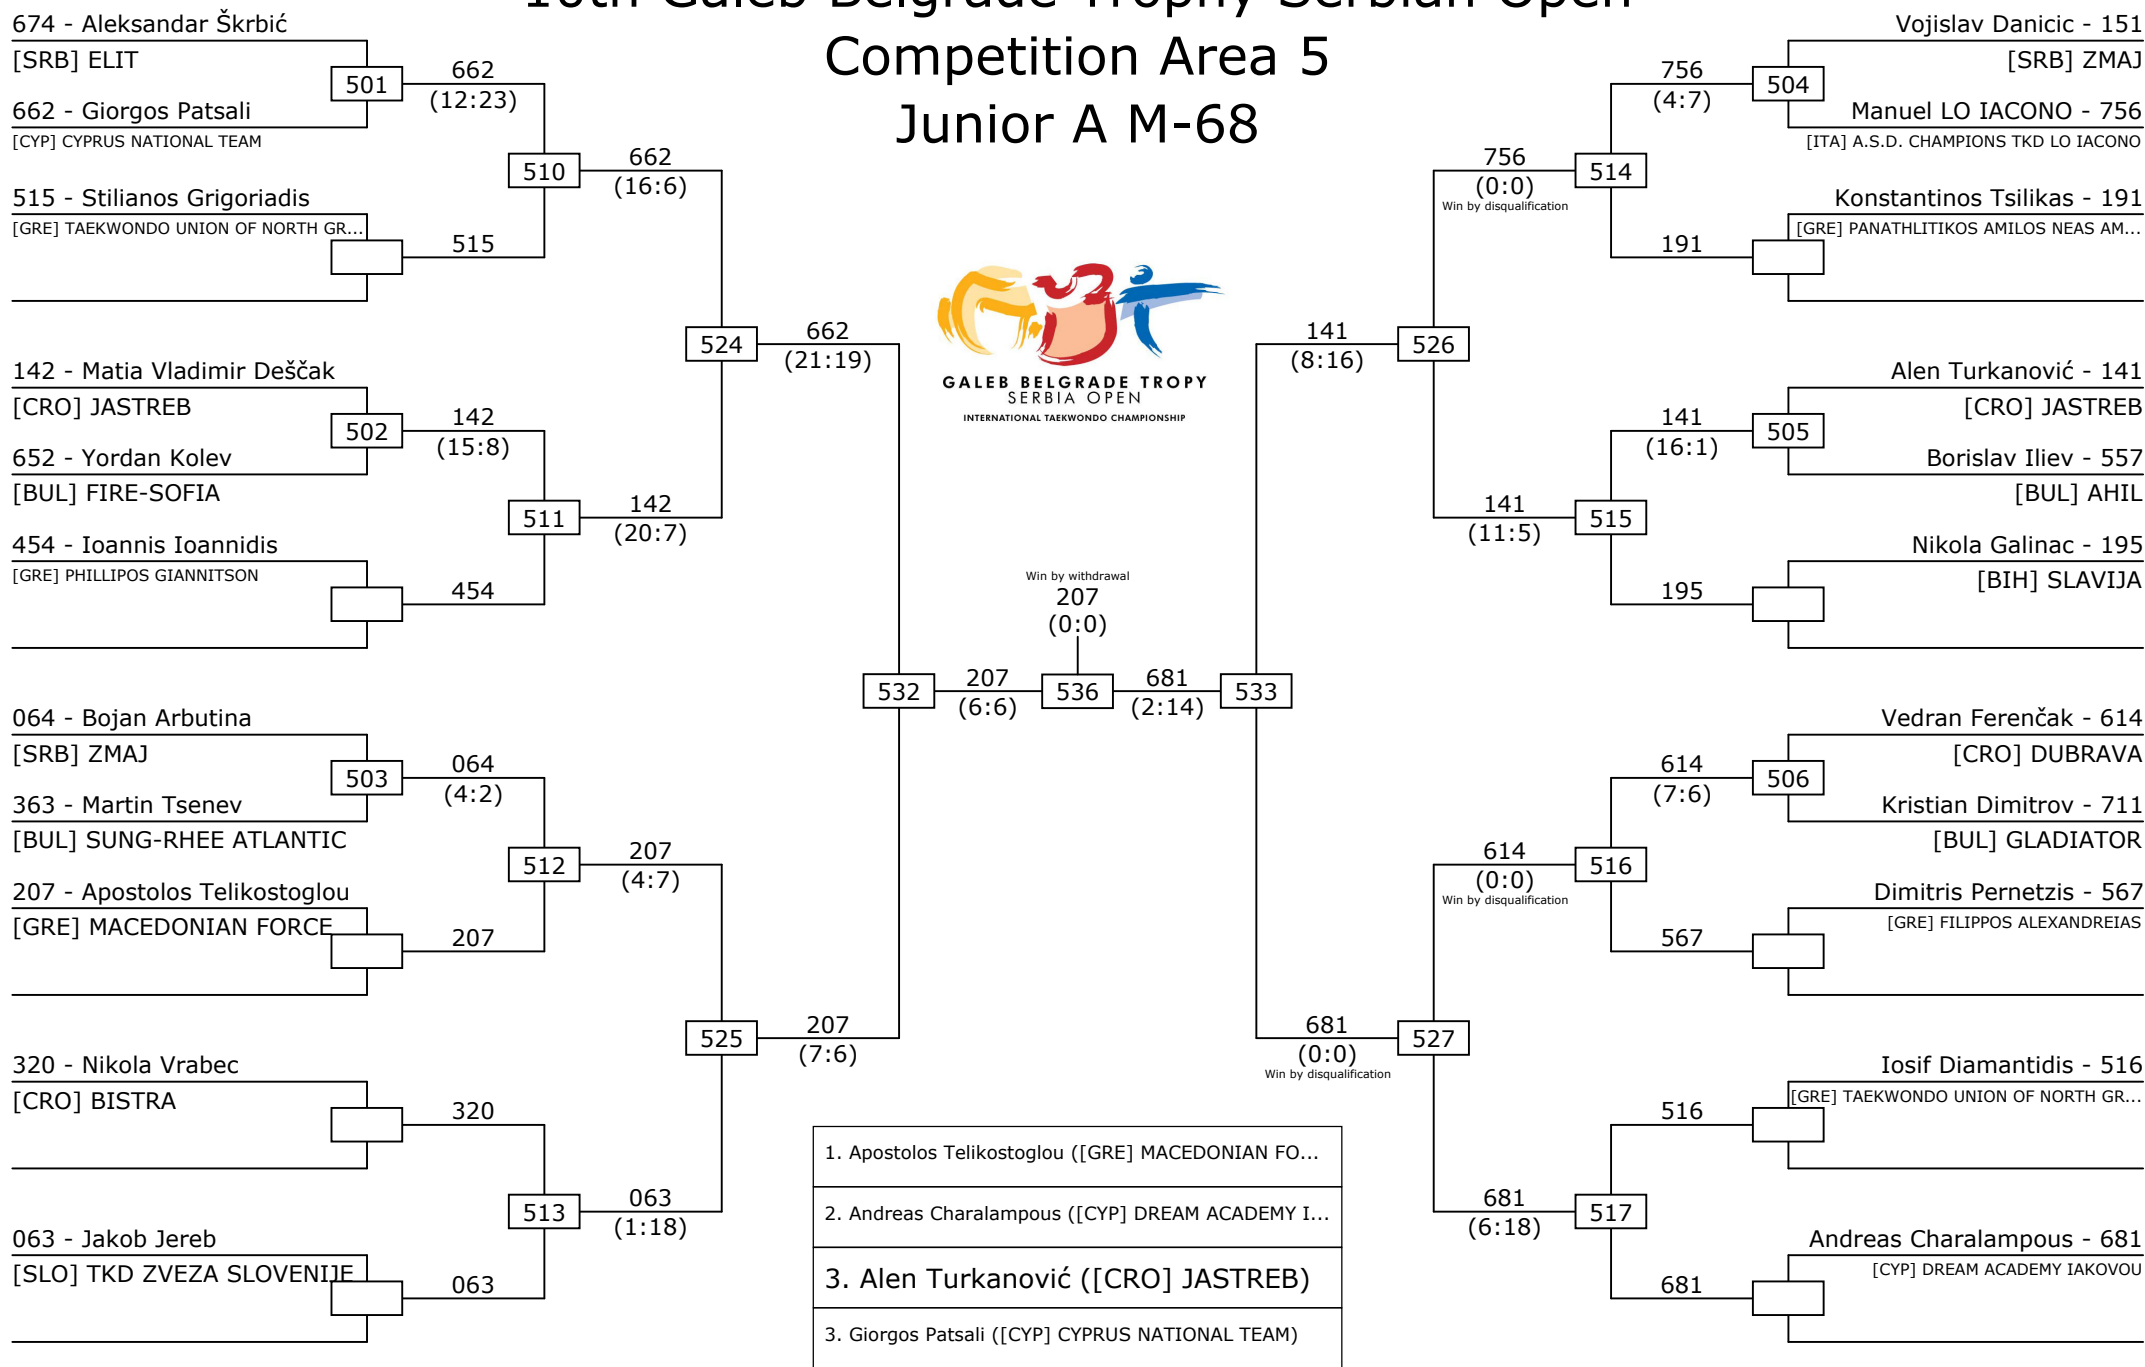 10th Galeb Belgrade Trophy Serbian Open
Competition Area 5
Junior A M-68
674 - Aleksandar Škrbić
[SRB] ELIT
501
662
(12:23)
662 - Giorgos Patsali
[CYP] CYPRUS NATIONAL TEAM
510
662
(16:6)
515 - Stilianos Grigoriadis
[GRE] TAEKWONDO UNION OF NORTH GR...
515
524
662
(21:19)
142 - Matia Vladimir Deščak
[CRO] JASTREB
502
142
(15:8)
652 - Yordan Kolev
[BUL] FIRE-SOFIA
511
142
(20:7)
454 - Ioannis Ioannidis
[GRE] PHILLIPOS GIANNITSON
454
064 - Bojan Arbutina
[SRB] ZMAJ
503
064
(4:2)
363 - Martin Tsenev
[BUL] SUNG-RHEE ATLANTIC
512
207
(4:7)
207 - Apostolos Telikostoglou
[GRE] MACEDONIAN FORCE
207
525
207
(7:6)
320 - Nikola Vrabec
[CRO] BISTRA
320
513
063
(1:18)
063 - Jakob Jereb
[SLO] TKD ZVEZA SLOVENIJE
063
GALEB BELGRADE TROPY
SERBIA OPEN
INTERNATIONAL TAEKWONDO CHAMPIONSHIP
Win by withdrawal
207
(0:0)
532
207
(6:6)
536
681
(2:14)
533
Vojislav Danicic - 151
[SRB] ZMAJ
756
(4:7)
504
Manuel LO IACONO - 756
[ITA] A.S.D. CHAMPIONS TKD LO IACONO
756
(0:0)
Win by disqualification
514
Konstantinos Tsilikas - 191
[GRE] PANATHLITIKOS AMILOS NEAS AM...
191
141
(8:16)
526
Alen Turkanović - 141
[CRO] JASTREB
141
(16:1)
505
Borislav Iliev - 557
[BUL] AHIL
141
(11:5)
515
Nikola Galinac - 195
[BIH] SLAVIJA
195
Vedran Ferenčak - 614
[CRO] DUBRAVA
614
(7:6)
506
Kristian Dimitrov - 711
[BUL] GLADIATOR
614
(0:0)
Win by disqualification
516
Dimitris Pernetzis - 567
[GRE] FILIPPOS ALEXANDREIAS
567
681
(0:0)
Win by disqualification
527
Iosif Diamantidis - 516
[GRE] TAEKWONDO UNION OF NORTH GR...
516
681
(6:18)
517
Andreas Charalampous - 681
[CYP] DREAM ACADEMY IAKOVOU
681
1. Apostolos Telikostoglou ([GRE] MACEDONIAN FO...
2. Andreas Charalampous ([CYP] DREAM ACADEMY I...
3. Alen Turkanović ([CRO] JASTREB)
3. Giorgos Patsali ([CYP] CYPRUS NATIONAL TEAM)